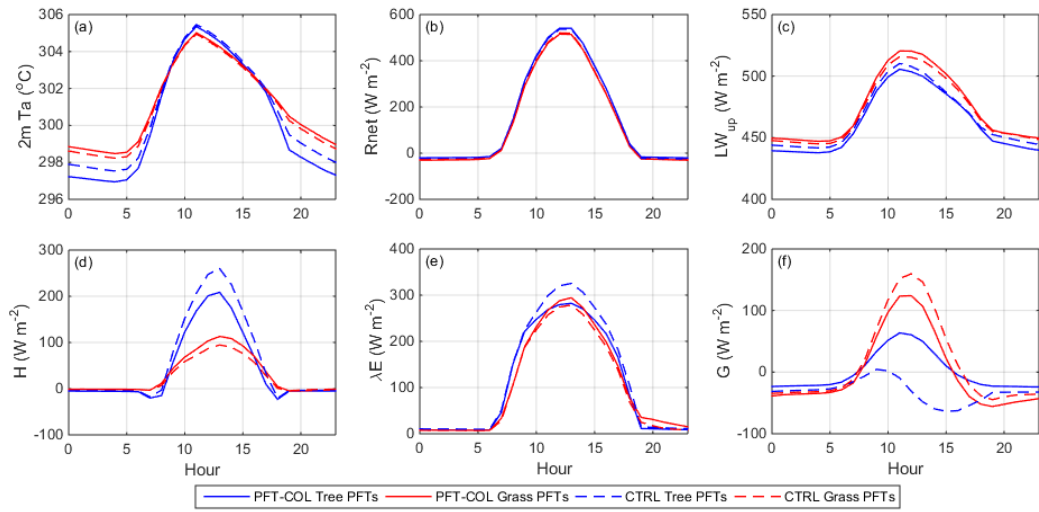 (a)
306
304
302
300
298
296
2m Ta (°C)
0 5 10 15 20
(b)
600
400
200
0
-200
Rnet (W m-2)
0 5 10 15 20
(c)
550
500
450
400
LWup (W m-2)
0 5 10 15 20
(d)
300
200
100
0
-100
H (W m-2)
0 5 10 15 20
Hour
(e)
400
300
200
100
0
λE (W m-2)
0 5 10 15 20
Hour
(f)
200
100
0
-100
G (W m-2)
0 5 10 15 20
Hour
PFT-COL Tree PFTs PFT-COL Grass PFTs CTRL Tree PFTs CTRL Grass PFTs